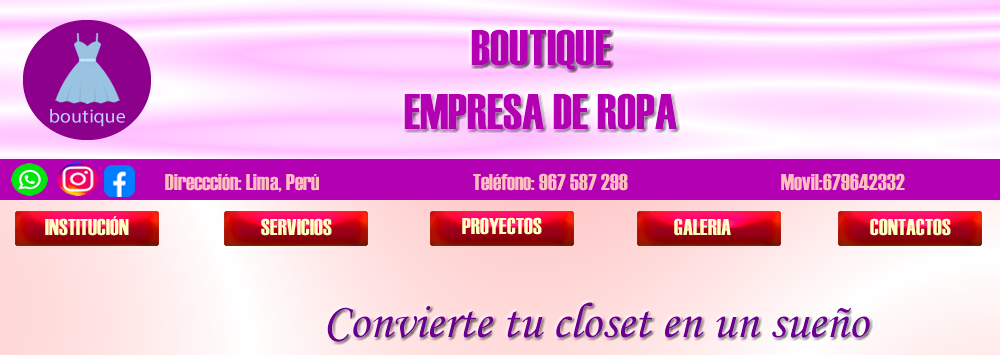 BOUTIQUE
EMPRESA DE ROPA
boutique
Direccción: Lima, Perú Teléfono: 967 587 298 Movil:679642332
INSTITUCIÓN SERVICIOS PROYECTOS GALERIA CONTACTOS
Convierte tu closet en un sueño